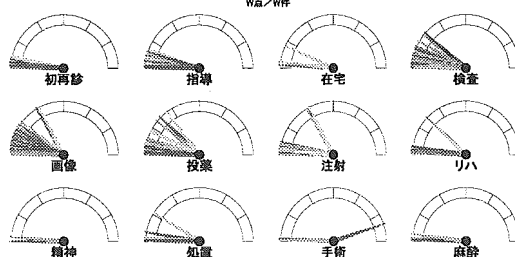 W点／W件
初再診 指導 在宅 検査
画像 投薬 注射 リハ
精神 処置 手術 麻酔